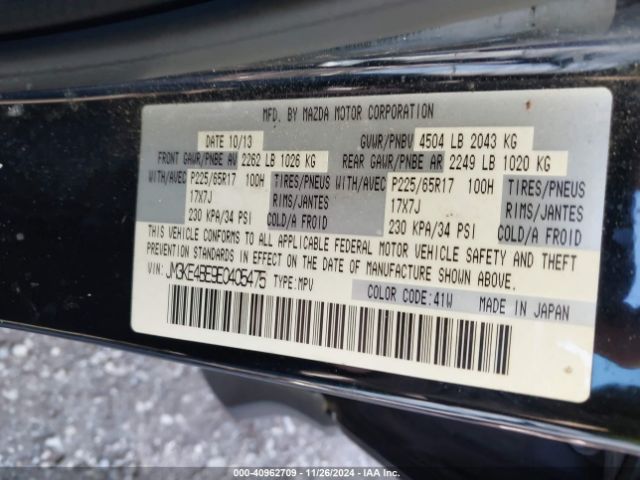 MFD. BY MAZDA MOTOR CORPORATION
DATE 10/13 GVWR/PNBV 4504 LB 2043 KG
FRONT GAWR/PNBE AV 2262 LB 1026 KG REAR GAWR/PNBE AR 2249 LB 1020 KG
WITH/AVEC P225/65R17 100H TIRES/PNEUS WITH/AVEC P225/65R17 100H TIRES/PNEUS
17X7J RIMS/JANTES 17X7J RIMS/JANTES
230 KPA/34 PSI COLD/A FROID 230 KPA/34 PSI COLD/A FROID
THIS VEHICLE CONFORMS TO ALL APPLICABLE FEDERAL MOTOR VEHICLE SAFETY AND THEFT
PREVENTION STANDARDS IN EFFECT ON THE DATE OF MANUFACTURE SHOWN ABOVE.
VIN: JM3KE4BE9E0405475 TYPE:MPV
COLOR CODE:41W MADE IN JAPAN
000-40962709 - 11/26/2024 - IAA Inc.